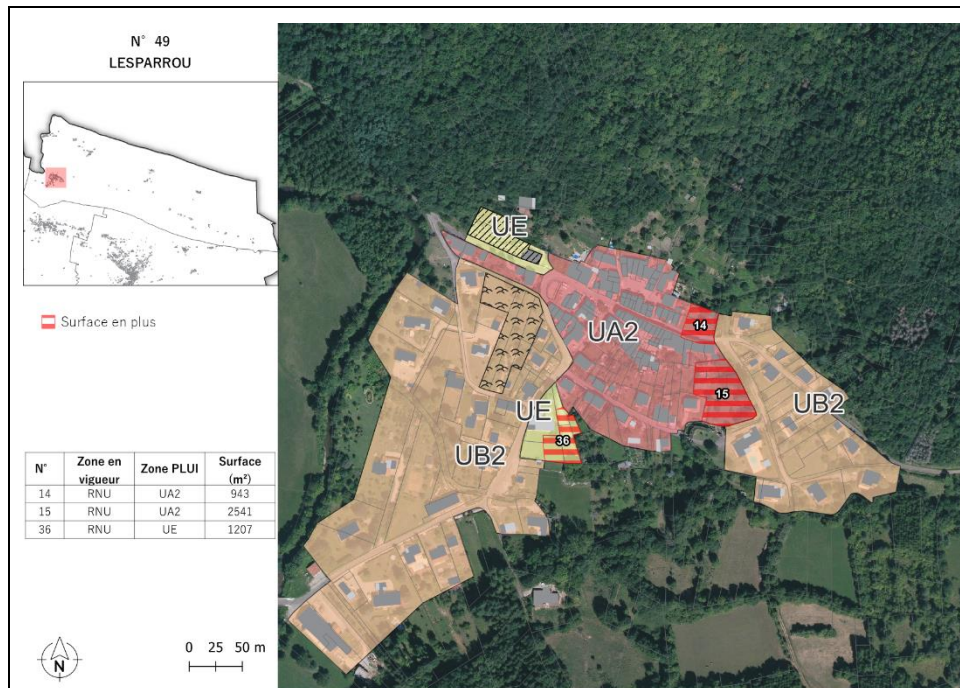 N° 49
LESPARROU
Surface en plus
N° Zone en vigueur Zone PLUI Surface (m²)
14 RNU UA2 943
15 RNU UA2 2541
36 RNU UE 1207
N
0 25 50 m
UE
UA2
14
15
UB2
UE
36
UB2